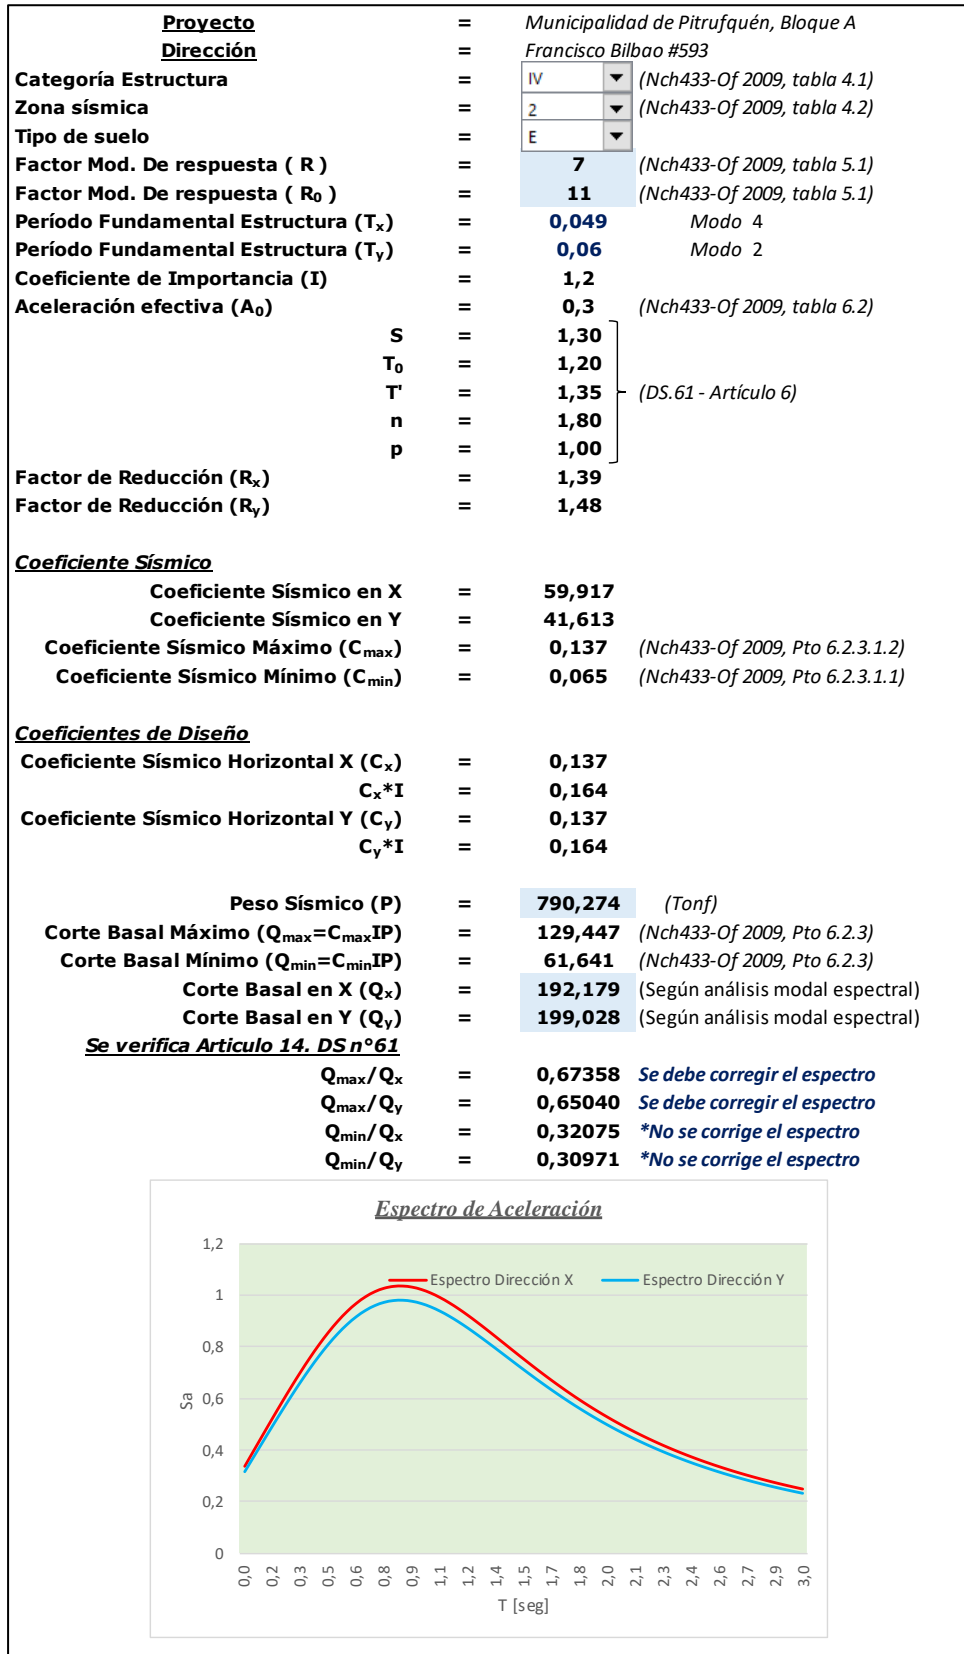 Proyecto = Municipalidad de Pitrufquén, Bloque A
Dirección = Francisco Bilbao #593
Categoría Estructura = IV (Nch433-Of 2009, tabla 4.1)
Zona sísmica = 2 (Nch433-Of 2009, tabla 4.2)
Tipo de suelo = E
Factor Mod. De respuesta ( R ) = 7 (Nch433-Of 2009, tabla 5.1)
Factor Mod. De respuesta ( R₀ ) = 11 (Nch433-Of 2009, tabla 5.1)
Período Fundamental Estructura (Tₓ) = 0,049 Modo 4
Período Fundamental Estructura (Ty) = 0,06 Modo 2
Coeficiente de Importancia (I) = 1,2
Aceleración efectiva (A₀) = 0,3 (Nch433-Of 2009, tabla 6.2)
S = 1,30
T₀ = 1,20
T' = 1,35 (DS.61 - Artículo 6)
n = 1,80
p = 1,00
Factor de Reducción (Rₓ) = 1,39
Factor de Reducción (Ry) = 1,48
Coeficiente Sísmico
Coeficiente Sísmico en X = 59,917
Coeficiente Sísmico en Y = 41,613
Coeficiente Sísmico Máximo (Cmax) = 0,137 (Nch433-Of 2009, Pto 6.2.3.1.2)
Coeficiente Sísmico Mínimo (Cmin) = 0,065 (Nch433-Of 2009, Pto 6.2.3.1.1)
Coeficientes de Diseño
Coeficiente Sísmico Horizontal X (Cₓ) = 0,137
Cₓ*I = 0,164
Coeficiente Sísmico Horizontal Y (Cy) = 0,137
Cy*I = 0,164
Peso Sísmico (P) = 790,274 (Tonf)
Corte Basal Máximo (Qmax=CmaxIP) = 129,447 (Nch433-Of 2009, Pto 6.2.3)
Corte Basal Mínimo (Qmin=CminIP) = 61,641 (Nch433-Of 2009, Pto 6.2.3)
Corte Basal en X (Qₓ) = 192,179 (Según análisis modal espectral)
Corte Basal en Y (Qy) = 199,028 (Según análisis modal espectral)
Se verifica Articulo 14. DS n°61
Qmax/Qₓ = 0,67358 Se debe corregir el espectro
Qmax/Qy = 0,65040 Se debe corregir el espectro
Qmin/Qₓ = 0,32075 *No se corrige el espectro
Qmin/Qy = 0,30971 *No se corrige el espectro
Espectro de Aceleración
Espectro Dirección X Espectro Dirección Y
1,2
1
0,8
0,6
0,4
0,2
0
Sa
0,0 0,2 0,3 0,5 0,6 0,8 0,9 1,1 1,2 1,4 1,5 1,7 1,8 2,0 2,1 2,3 2,4 2,6 2,7 2,9 3,0
T [seg]